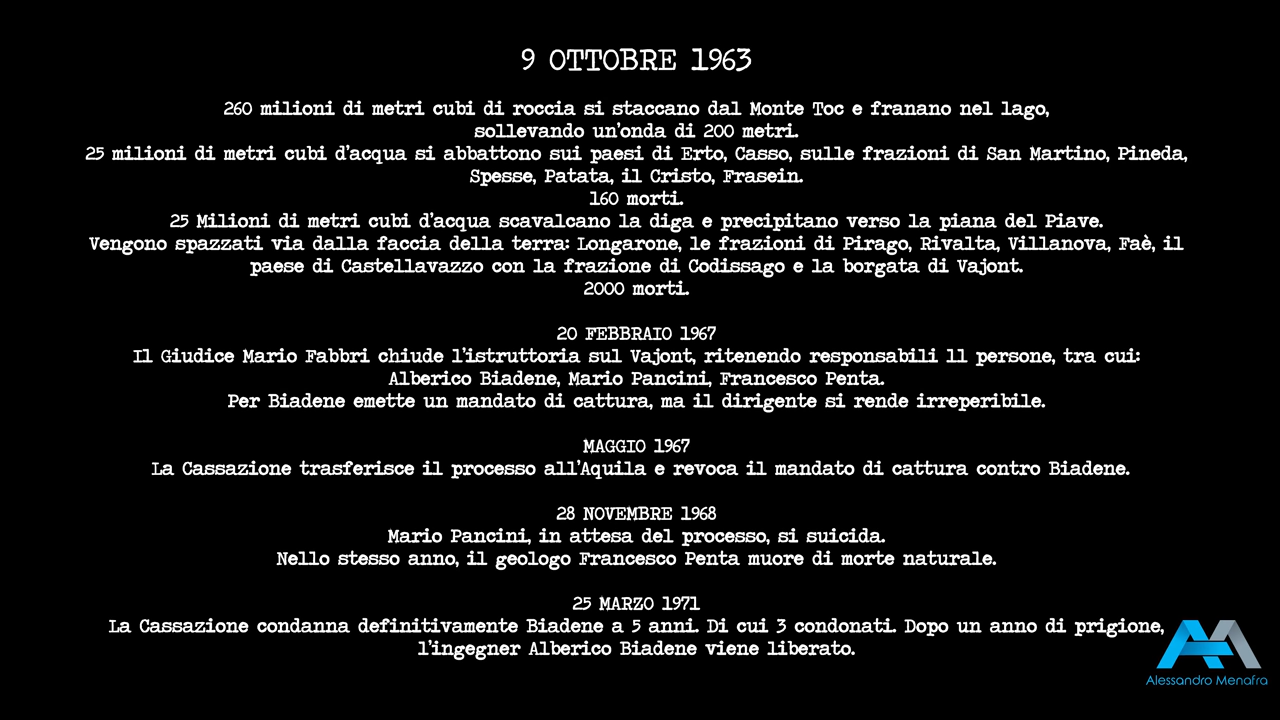 9 OTTOBRE 1963
260 milioni di metri cubi di roccia si staccano dal Monte Toc e franano nel lago,
sollevando un'onda di 200 metri.
25 milioni di metri cubi d'acqua si abbattono sui paesi di Erto, Casso, sulle frazioni di San Martino, Pineda,
Spesse, Patata, il Cristo, Frasein.
160 morti.
25 Milioni di metri cubi d'acqua scavalcano la diga e precipitano verso la piana del Piave.
Vengono spazzati via dalla faccia della terra: Longarone, le frazioni di Pirago, Rivalta, Villanova, Faè, il
paese di Castellavazzo con la frazione di Codissago e la borgata di Vajont.
2000 morti.
20 FEBBRAIO 1967
Il Giudice Mario Fabbri chiude l'istruttoria sul Vajont, ritenendo responsabili 11 persone, tra cui:
Alberico Biadene, Mario Pancini, Francesco Penta.
Per Biadene emette un mandato di cattura, ma il dirigente si rende irreperibile.
MAGGIO 1967
La Cassazione trasferisce il processo all'Aquila e revoca il mandato di cattura contro Biadene.
28 NOVEMBRE 1968
Mario Pancini, in attesa del processo, si suicida.
Nello stesso anno, il geologo Francesco Penta muore di morte naturale.
25 MARZO 1971
La Cassazione condanna definitivamente Biadene a 5 anni. Di cui 3 condonati. Dopo un anno di prigione,
l'ingegner Alberico Biadene viene liberato.
Alessandro Menafra